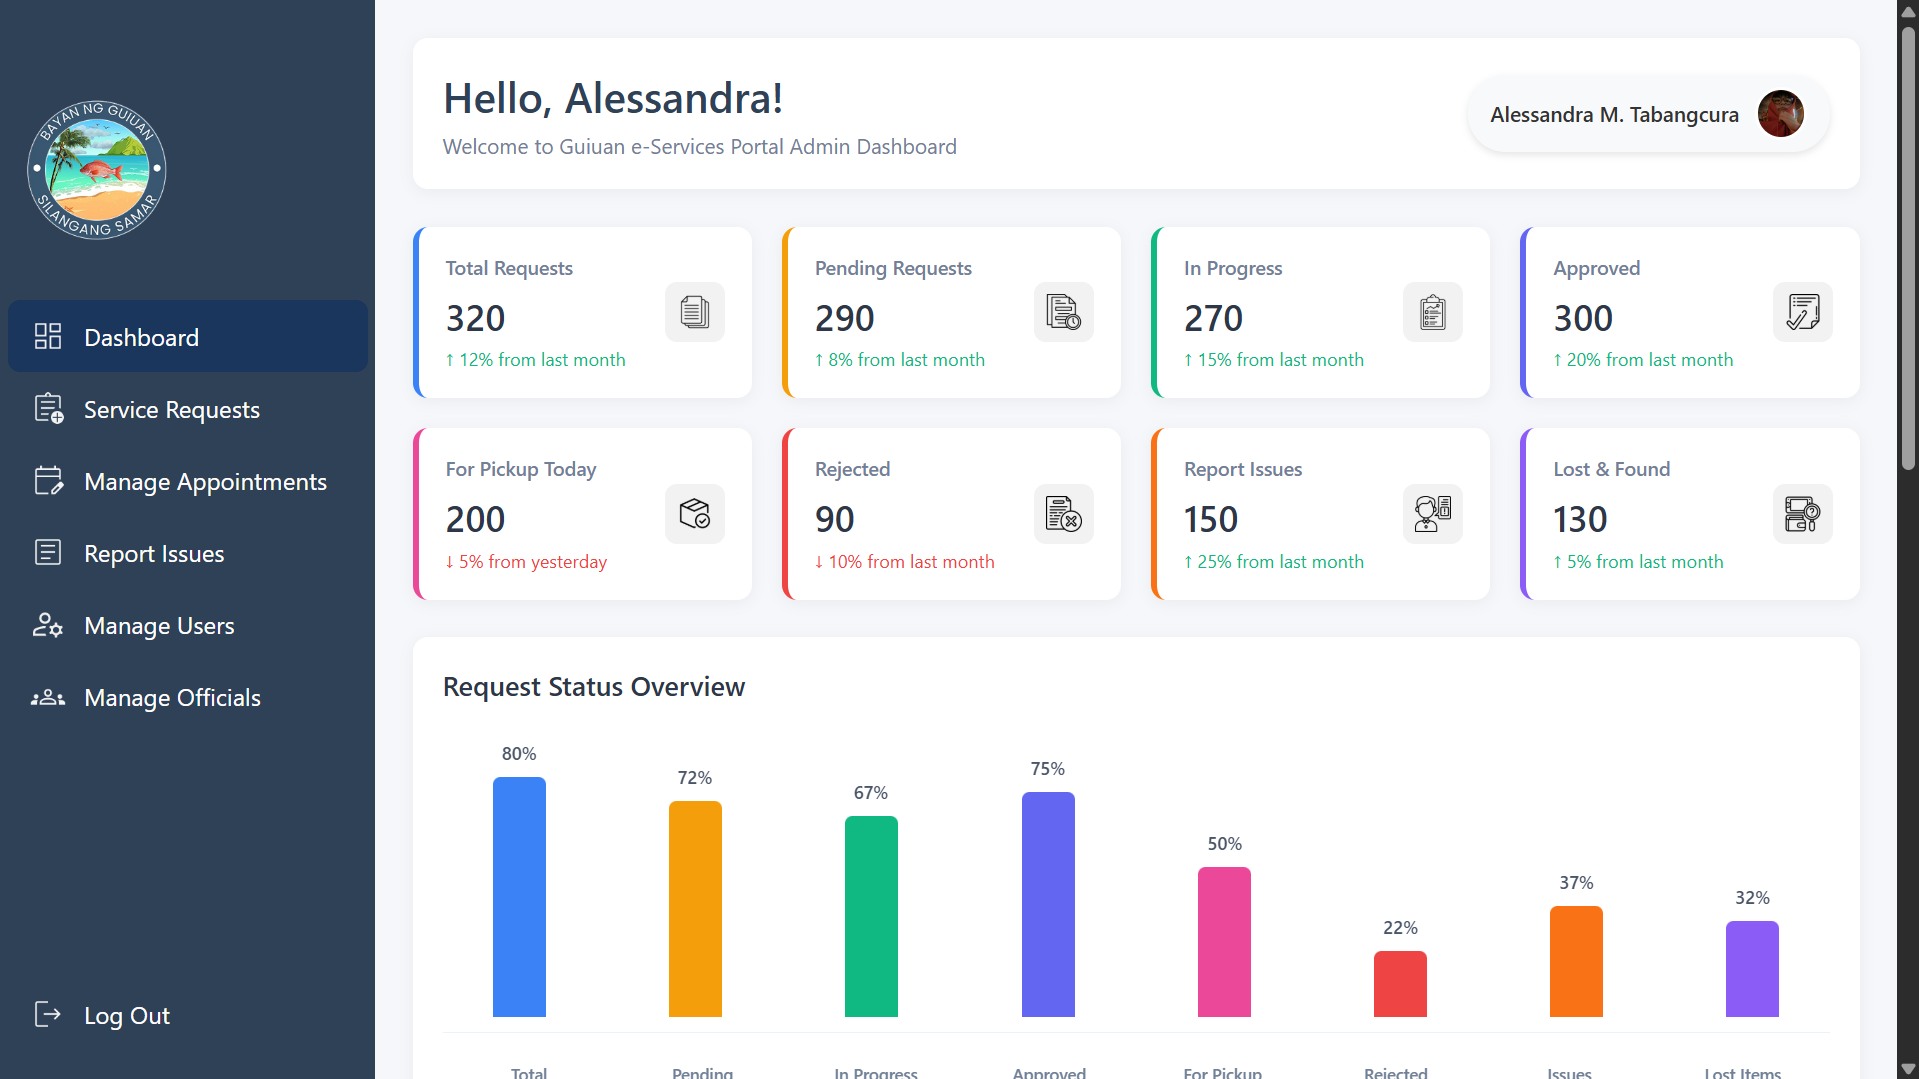 BAYAN NG GUIUAN
SILANGANG SAMAR
Dashboard
Service Requests
Manage Appointments
Report Issues
Manage Users
Manage Officials
Log Out
Hello, Alessandra!
Welcome to Guiuan e-Services Portal Admin Dashboard
Alessandra M. Tabangcura
Total Requests
320
↑ 12% from last month
Pending Requests
290
↑ 8% from last month
In Progress
270
↑ 15% from last month
Approved
300
↑ 20% from last month
For Pickup Today
200
↓ 5% from yesterday
Rejected
90
↓ 10% from last month
Report Issues
150
↑ 25% from last month
Lost & Found
130
↑ 5% from last month
Request Status Overview
80%
72%
67%
75%
50%
22%
37%
32%
Total
Pending
In Progress
Approved
For Pickup
Rejected
Issues
Lost Items